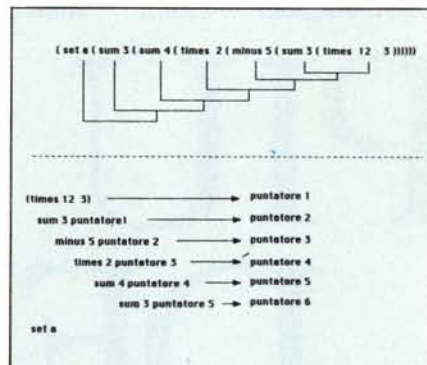 ( set a ( sum 3 ( sum 4 ( times 2 ( minus 5 ( sum 3 ( times 12 3 ))))))
(times 12 3) puntatore 1
sum 3 puntatore1 puntatore 2
minus 5 puntatore 2 puntatore 3
times 2 puntatore 3 puntatore 4
sum 4 puntatore 4 puntatore 5
sum 3 puntatore 5 puntatore 6
set a